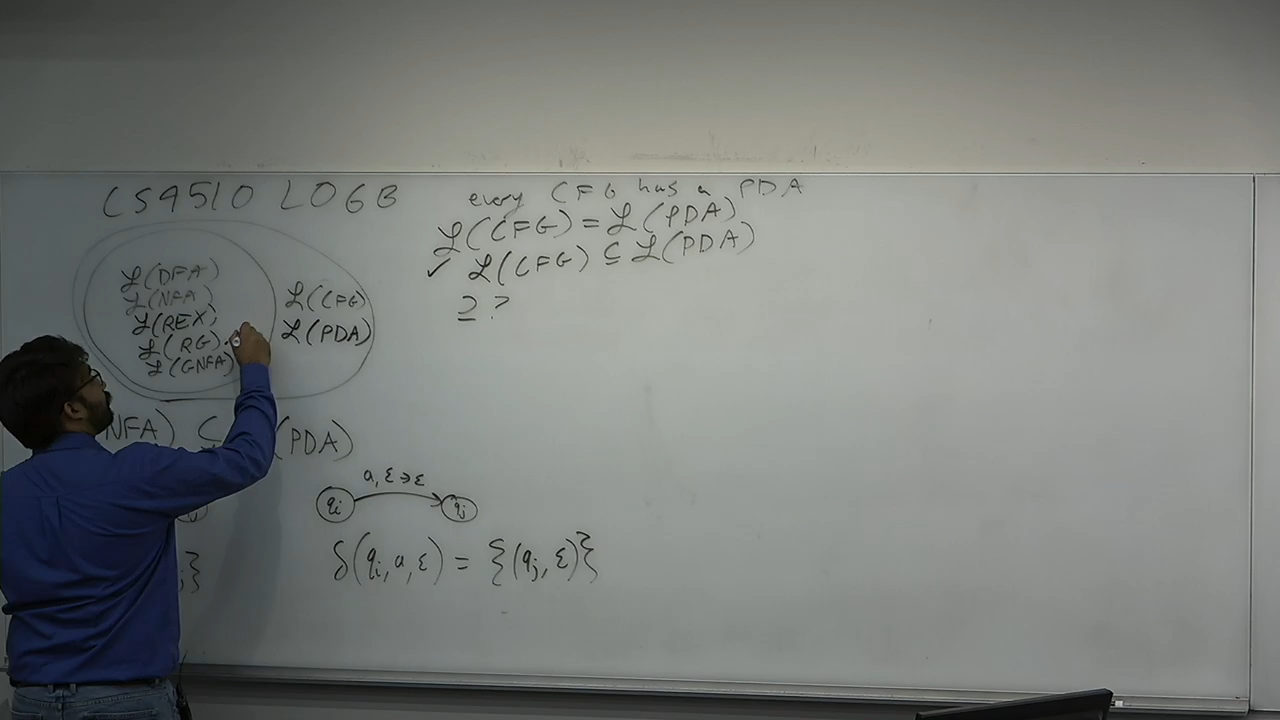 CS4510 L06B
every CFG has a PDA
ℒ(CFG) = ℒ(PDA)
✓ ℒ(CFG) ⊆ ℒ(PDA)
⊇ ?
ℒ(DFA)
ℒ(NFA)
ℒ(REX)
ℒ(RG)
ℒ(GNFA)
ℒ(CFG)
ℒ(PDA)
NFA) ⊆ (PDA)
a, ε → ε
qi qj
δ(qi, a, ε) = {(qj, ε)}